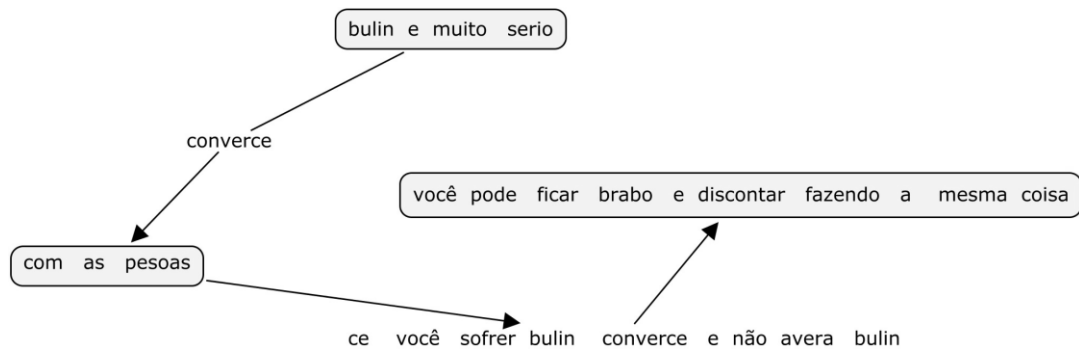 bulin e muito serio
converce
com as pesoas
ce você sofrer bulin converce e não avera bulin
você pode ficar brabo e discontar fazendo a mesma coisa